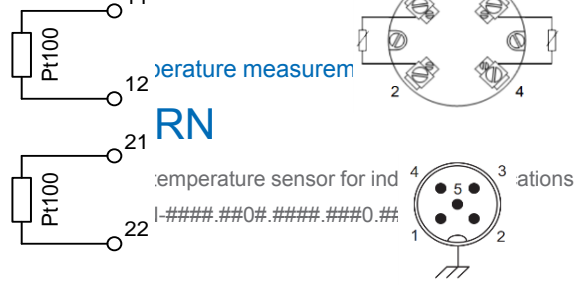 Pt100
12
perature measurem
2
4
RN
21
Pt100
emperature sensor for ind
ations
4
3
5
-####.##0#.####.###0.##
22
1
2